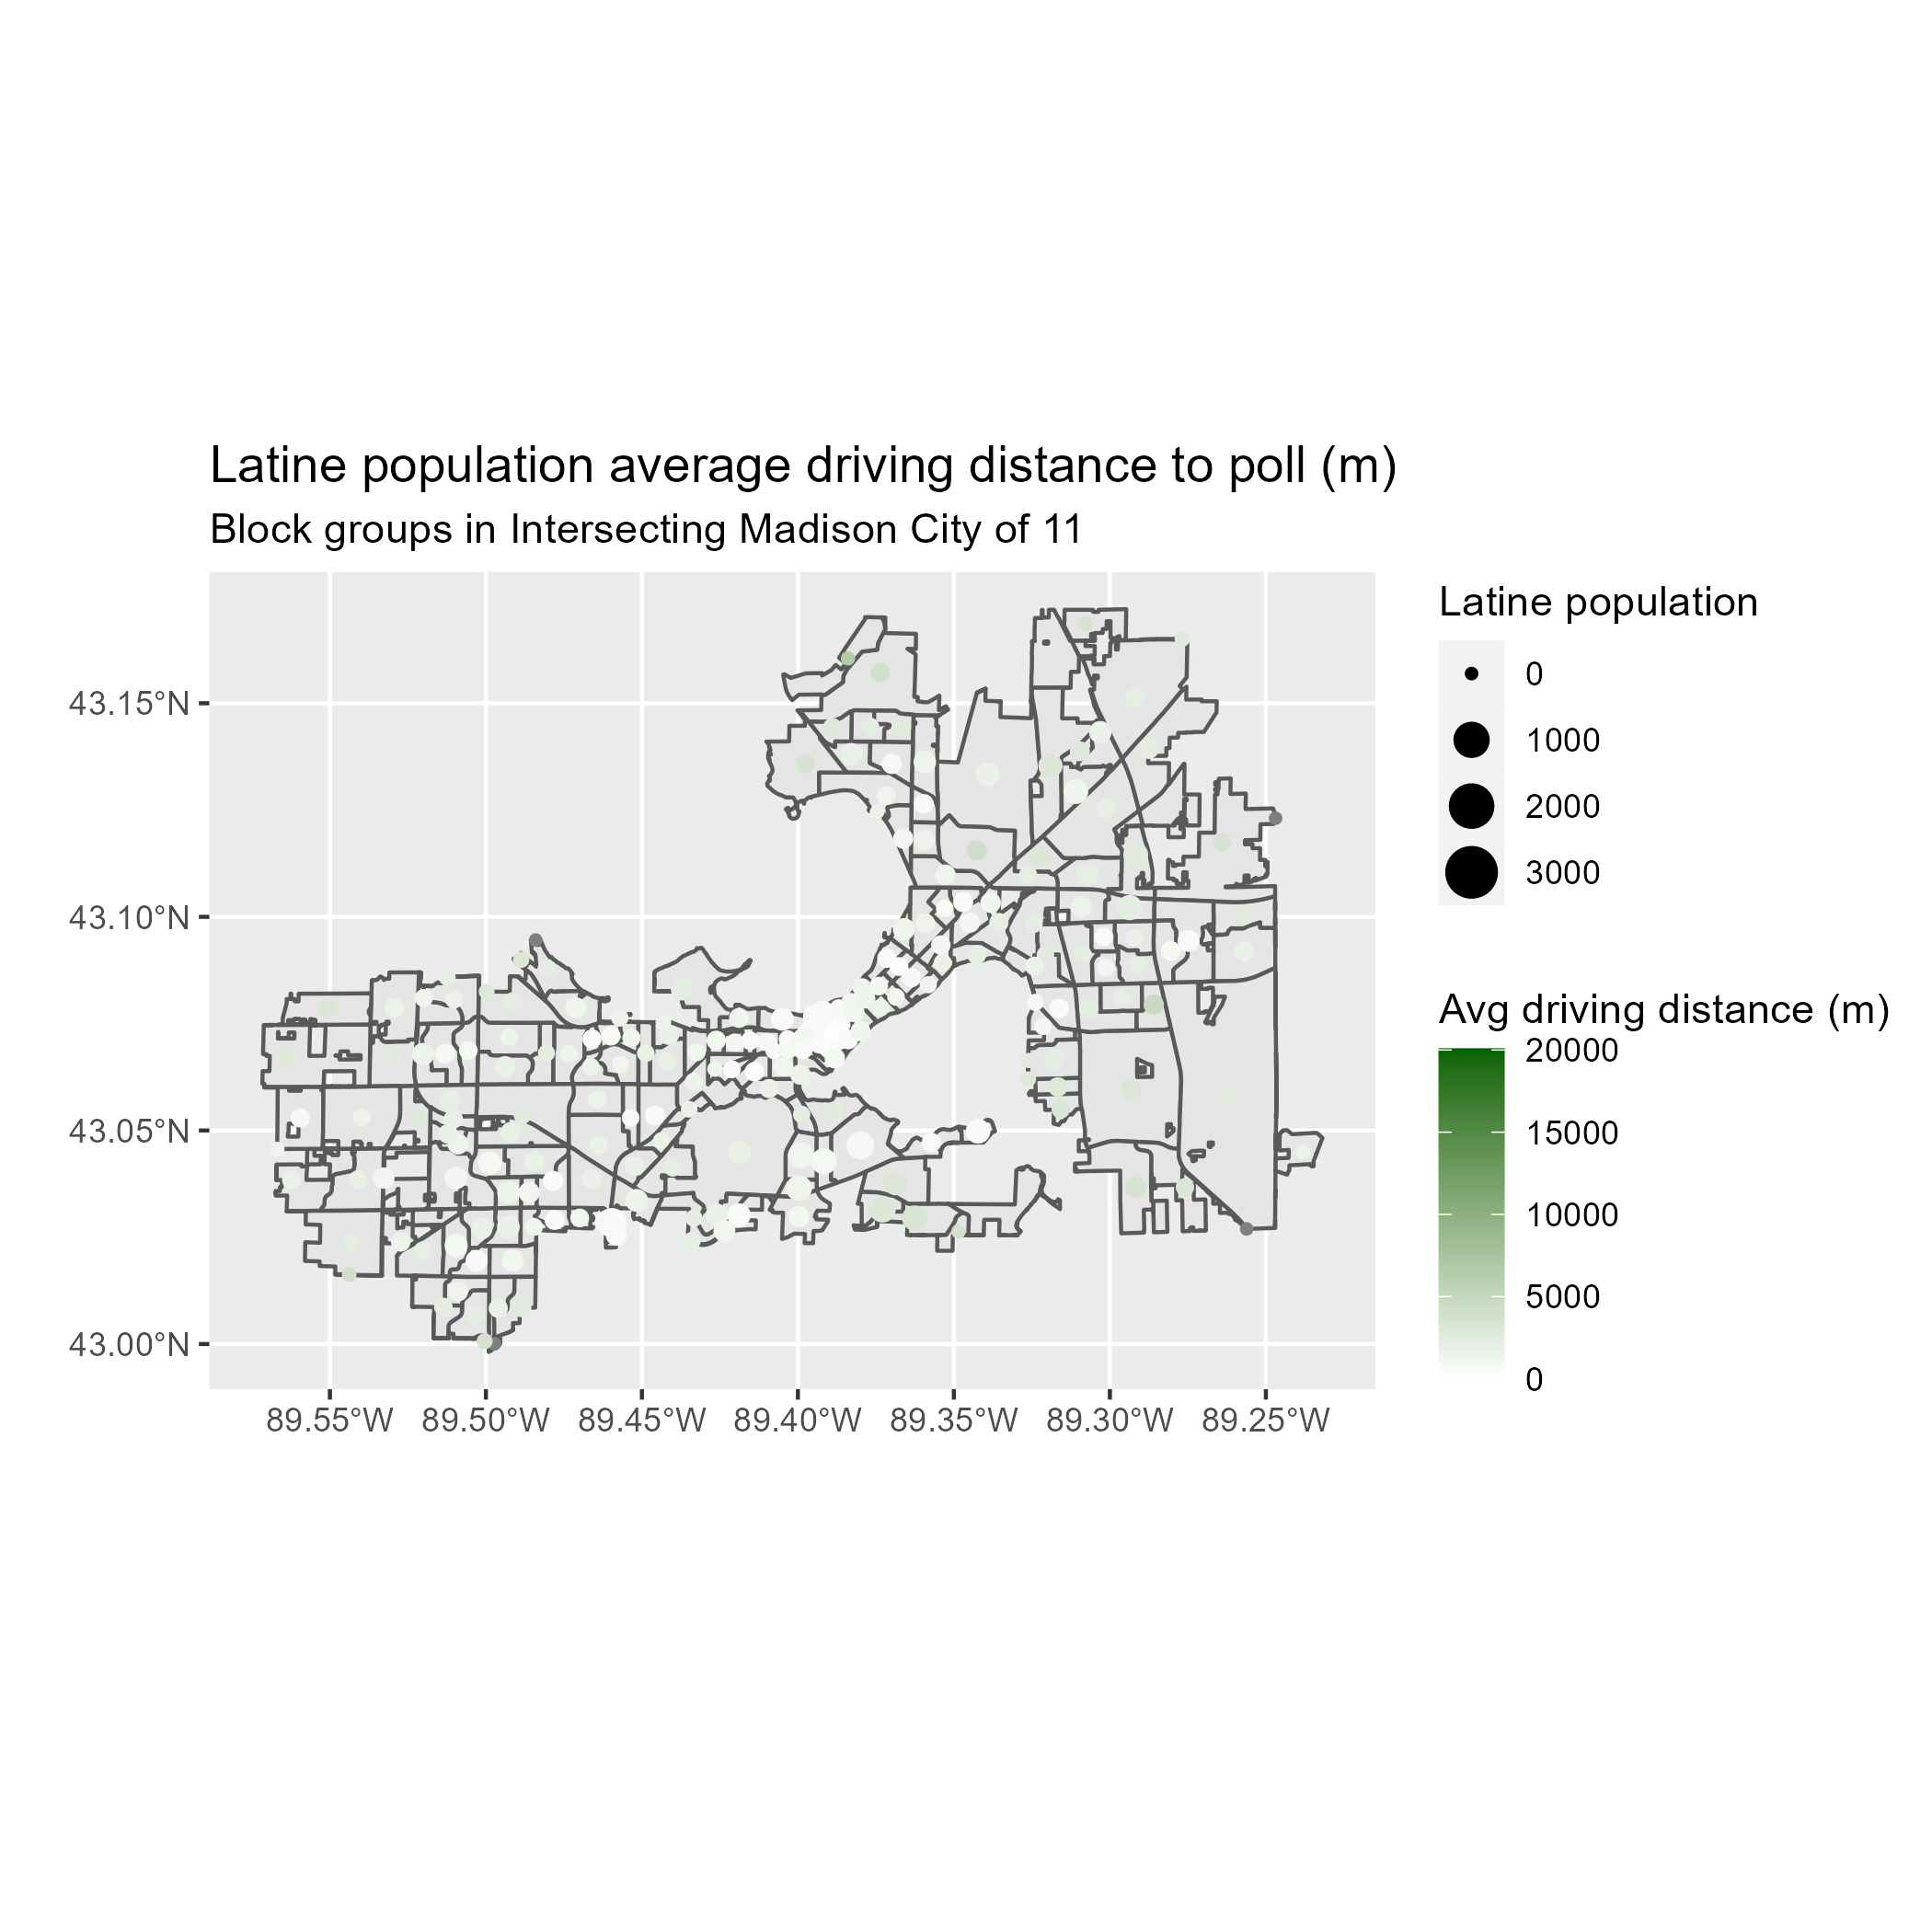 Latine population average driving distance to poll (m)
Block groups in Intersecting Madison City of 11
43.15°N
43.10°N
43.05°N
43.00°N
89.55°W 89.50°W 89.45°W 89.40°W 89.35°W 89.30°W 89.25°W
Latine population
0
1000
2000
3000
Avg driving distance (m)
20000
15000
10000
5000
0